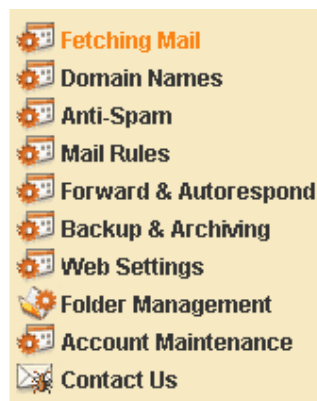 Fetching Mail
Domain Names
Anti-Spam
Mail Rules
Forward & Autorespond
Backup & Archiving
Web Settings
Folder Management
Account Maintenance
Contact Us